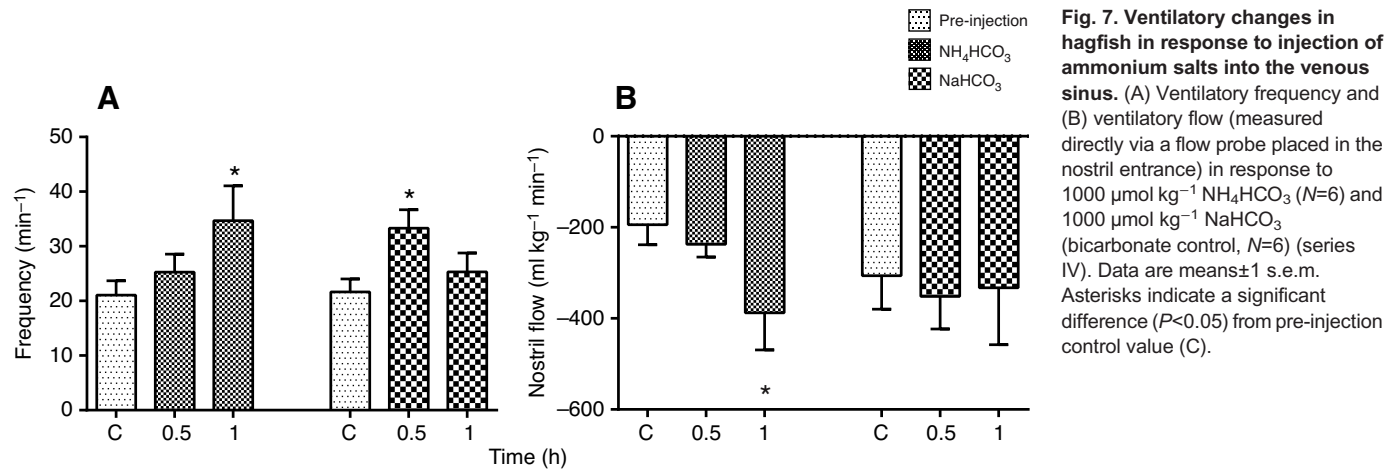 Pre-injection
NH₄HCO₃
NaHCO₃
A
50
40
30
20
10
0
Frequency (min⁻¹)
*
*
C 0.5 1 C 0.5 1
B
0
–200
–400
–600
Nostril flow (ml kg⁻¹ min⁻¹)
*
C 0.5 1 C 0.5 1
Time (h)
Fig. 7. Ventilatory changes in
hagfish in response to injection of
ammonium salts into the venous
sinus. (A) Ventilatory frequency and
(B) ventilatory flow (measured
directly via a flow probe placed in the
nostril entrance) in response to
1000 μmol kg⁻¹ NH₄HCO₃ (N=6) and
1000 μmol kg⁻¹ NaHCO₃
(bicarbonate control, N=6) (series
IV). Data are means±1 s.e.m.
Asterisks indicate a significant
difference (P<0.05) from pre-injection
control value (C).